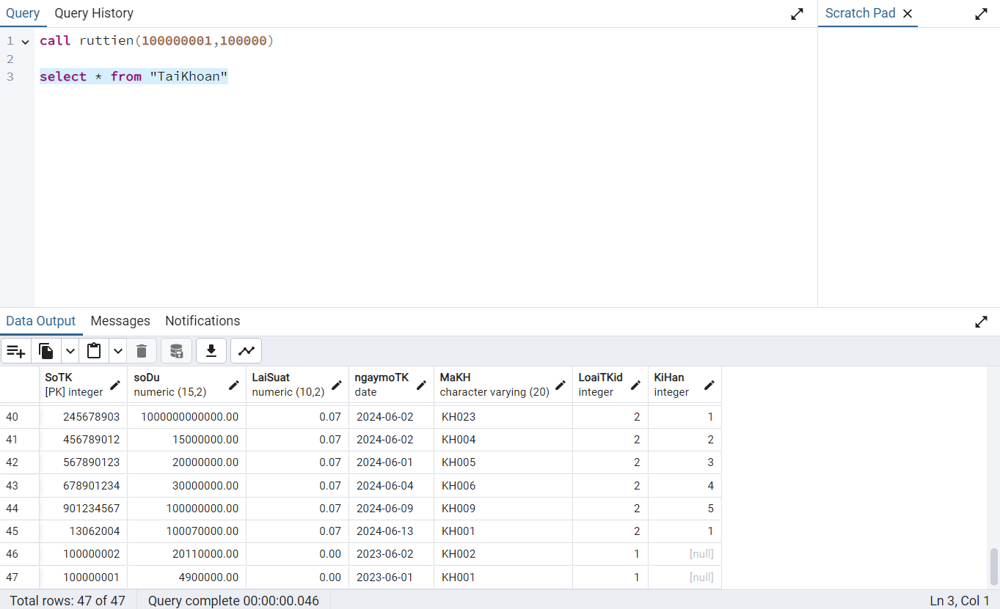 Query Query History Scratch Pad
1 call ruttien(100000001,100000)
2
3 select * from "TaiKhoan"
Data Output Messages Notifications
SoTK soDu LaiSuat ngaymoTK MaKH LoaiTKid KiHan
[PK] integer numeric (15,2) numeric (10,2) date character varying (20) integer integer
40 245678903 1000000000000.00 0.07 2024-06-02 KH023 2 1
41 456789012 15000000.00 0.07 2024-06-02 KH004 2 2
42 567890123 20000000.00 0.07 2024-06-01 KH005 2 3
43 678901234 30000000.00 0.07 2024-06-04 KH006 2 4
44 901234567 100000000.00 0.07 2024-06-09 KH009 2 5
45 13062004 100070000.00 0.07 2024-06-13 KH001 2 1
46 100000002 20110000.00 0.00 2023-06-02 KH002 1 [null]
47 100000001 4900000.00 0.00 2023-06-01 KH001 1 [null]
Total rows: 47 of 47 Query complete 00:00:00.046 Ln 3, Col 1